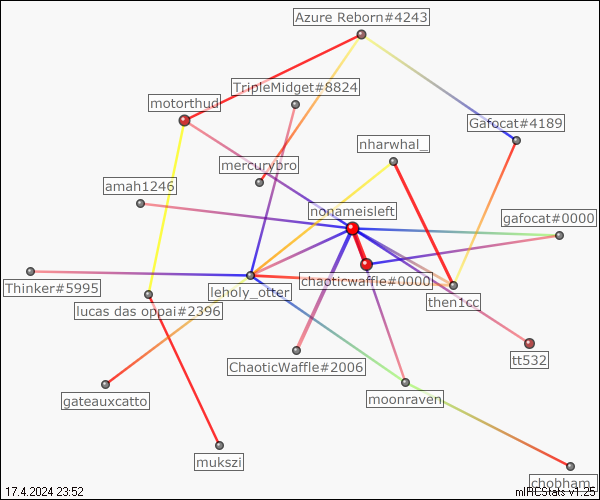 Azure Reborn#4243
TripleMidget#8824
motorthud
Gafocat#4189
nharwhal_
mercurybro
amah1246
nonameisleft
gafocat#0000
Thinker#5995
chaoticwaffle#0000
leholy_otter
then1cc
lucas das oppai#2396
ChaoticWaffle#2006
tt532
gateauxcatto
moonraven
mukszi
chobham_
17.4.2024 23:52
mIRCStats v1.25